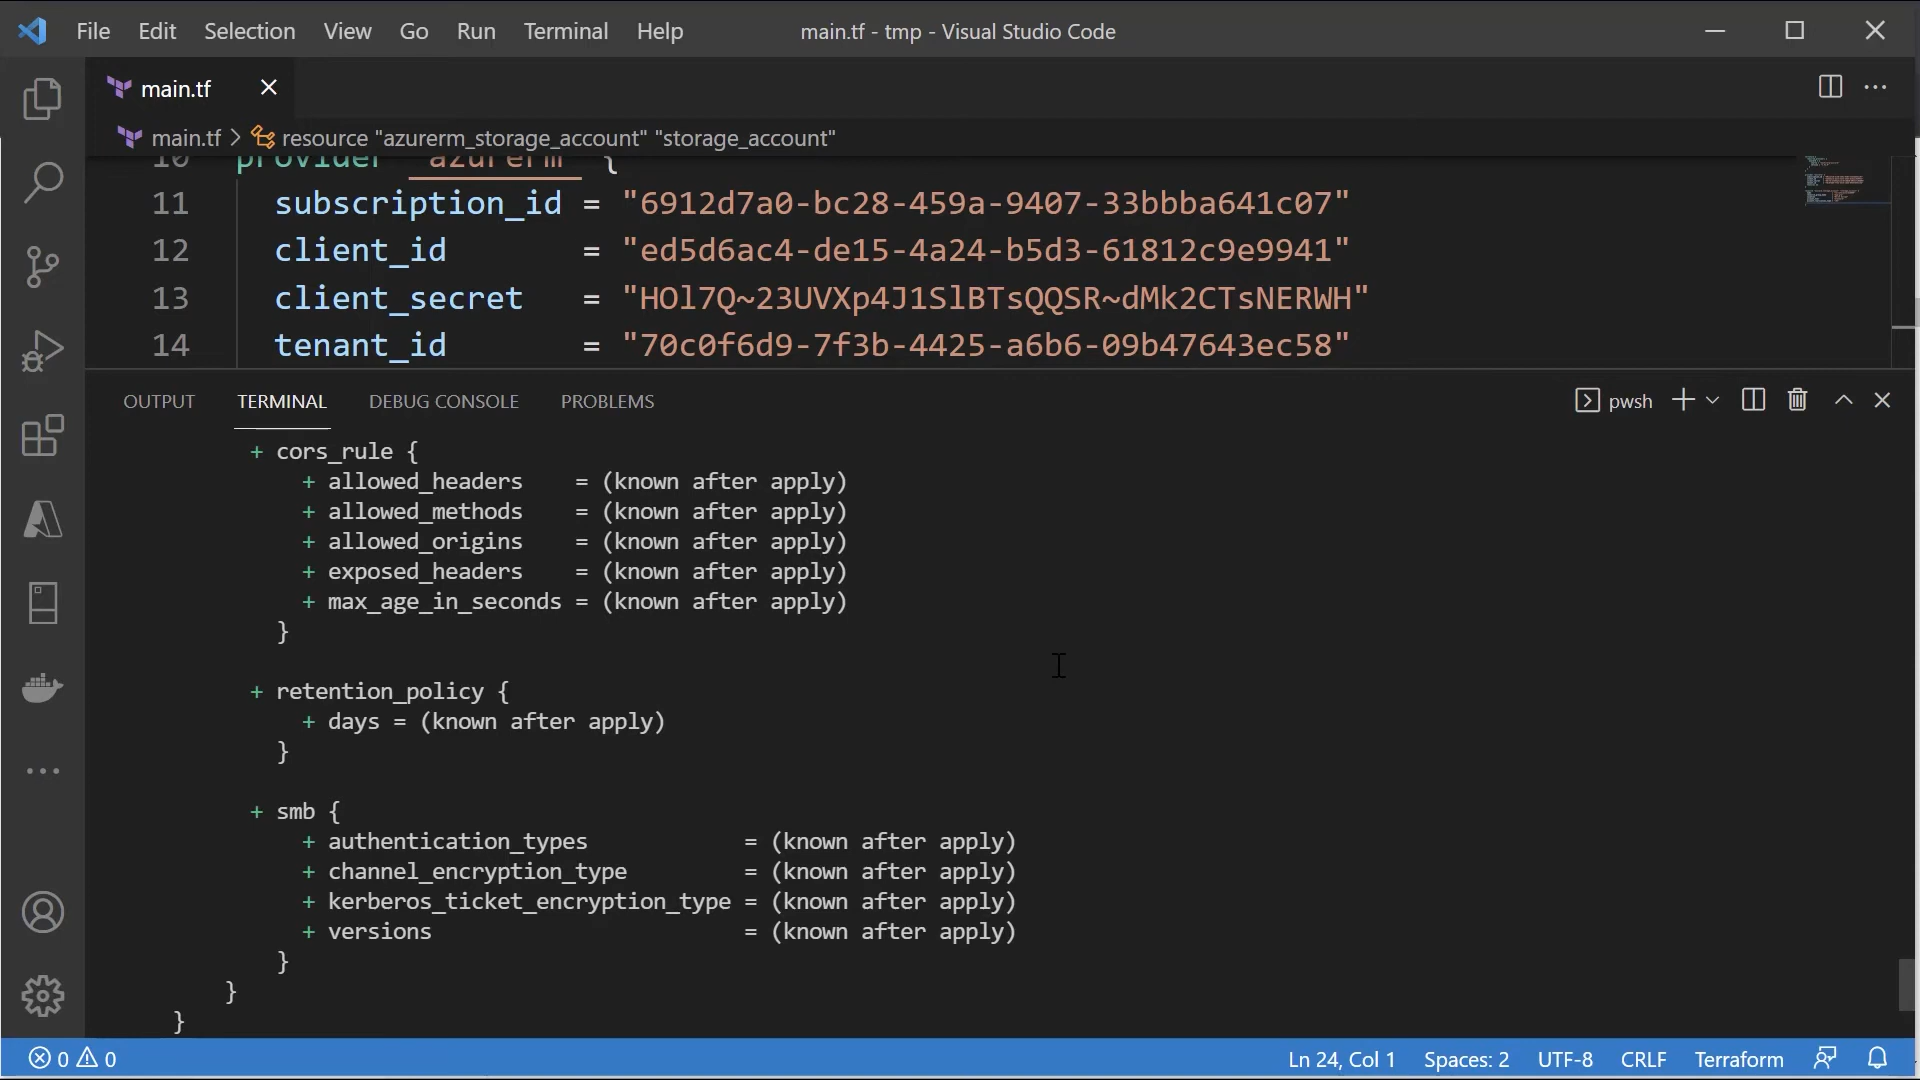 File Edit Selection View Go Run Terminal Help main.tf - tmp - Visual Studio Code
main.tf
main.tf > resource "azurerm_storage_account" "storage_account"
10 provider "azurerm" {
11 subscription_id = "6912d7a0-bc28-459a-9407-33bbba641c07"
12 client_id = "ed5d6ac4-de15-4a24-b5d3-61812c9e9941"
13 client_secret = "HOl7Q~23UVXp4J1SlBTsQQSR~dMk2CTsNERWH"
14 tenant_id = "70c0f6d9-7f3b-4425-a6b6-09b47643ec58"
OUTPUT TERMINAL DEBUG CONSOLE PROBLEMS pwsh
+ cors_rule {
+ allowed_headers = (known after apply)
+ allowed_methods = (known after apply)
+ allowed_origins = (known after apply)
+ exposed_headers = (known after apply)
+ max_age_in_seconds = (known after apply)
}
+ retention_policy {
+ days = (known after apply)
}
+ smb {
+ authentication_types = (known after apply)
+ channel_encryption_type = (known after apply)
+ kerberos_ticket_encryption_type = (known after apply)
+ versions = (known after apply)
}
}
}
0 0 Ln 24, Col 1 Spaces: 2 UTF-8 CRLF Terraform